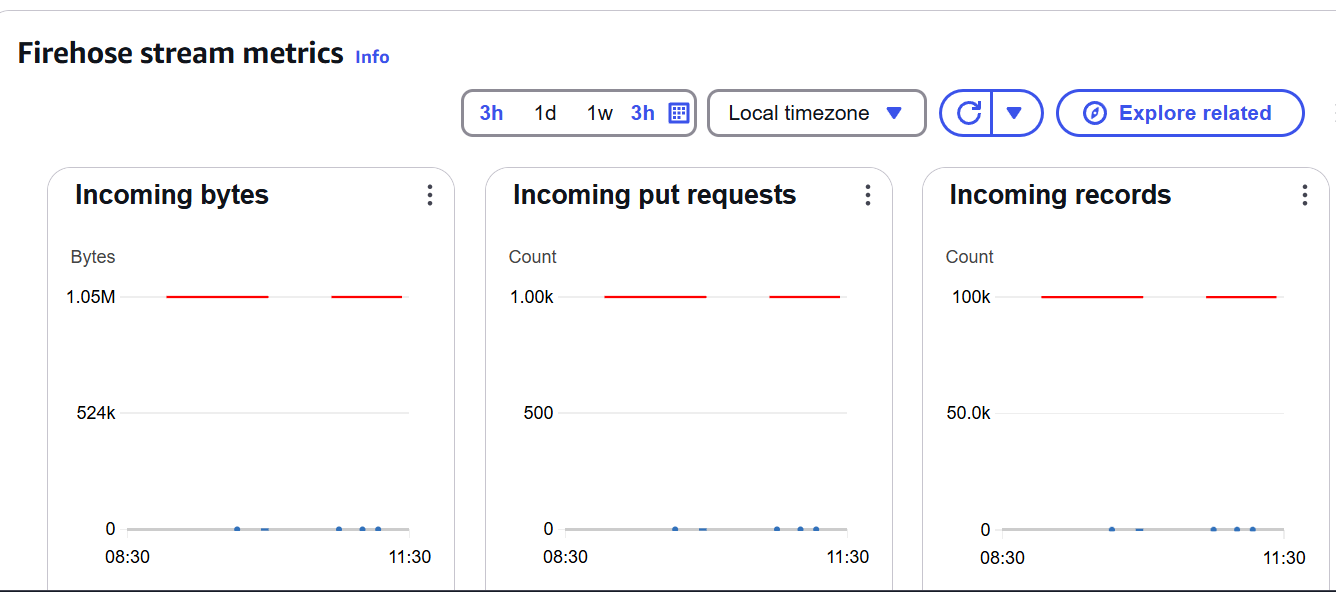 Firehose stream metrics Info
3h 1d 1w 3h Local timezone Explore related
Incoming bytes
Bytes
1.05M
524k
0
08:30 11:30
Incoming put requests
Count
1.00k
500
0
08:30 11:30
Incoming records
Count
100k
50.0k
0
08:30 11:30